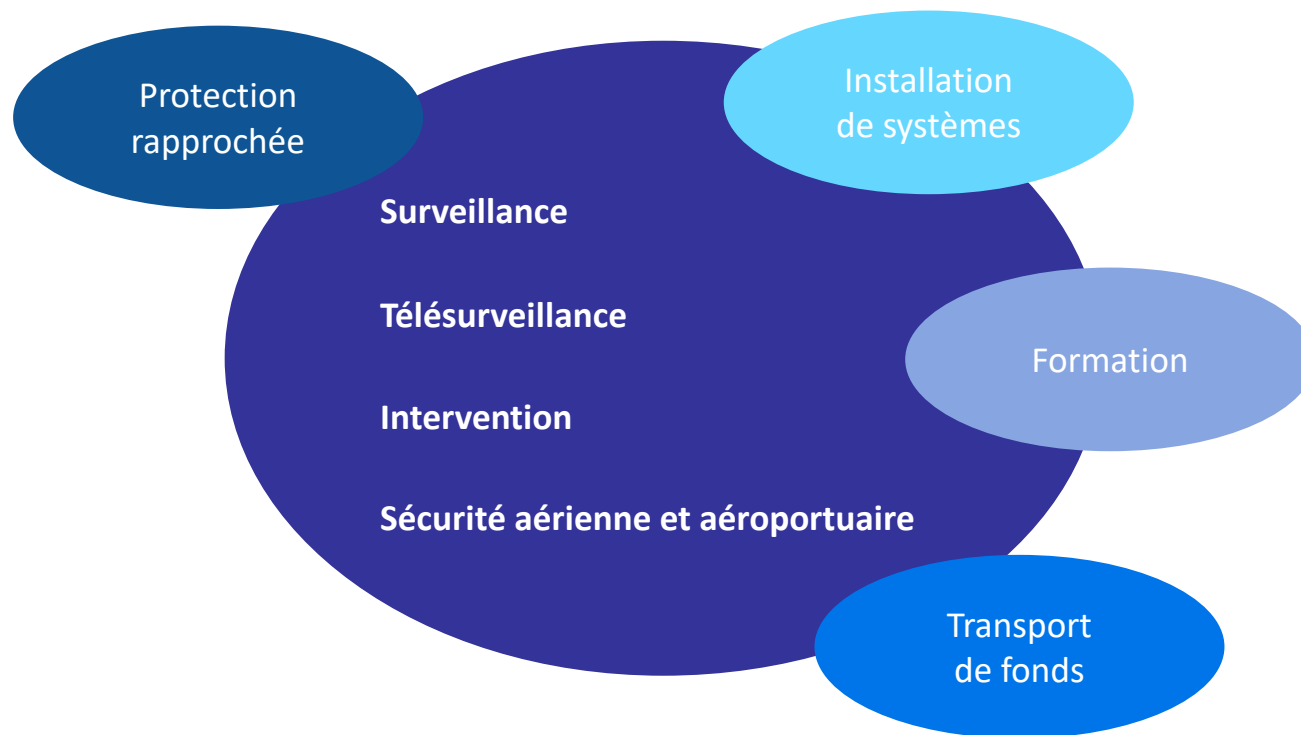 Protection
rapprochée
Installation
de systèmes
Surveillance
Télésurveillance
Formation
Intervention
Sécurité aérienne et aéroportuaire
Transport
de fonds